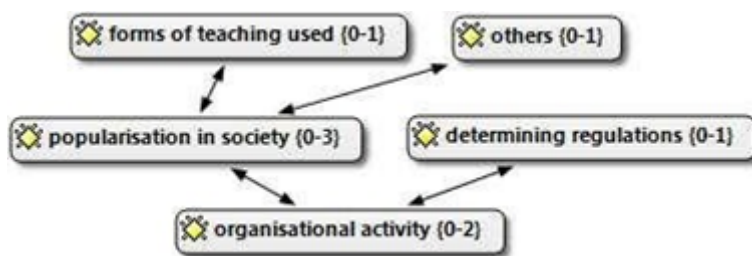 forms of teaching used {0-1}
others {0-1}
popularisation in society {0-3}
determining regulations {0-1}
organisational activity {0-2}